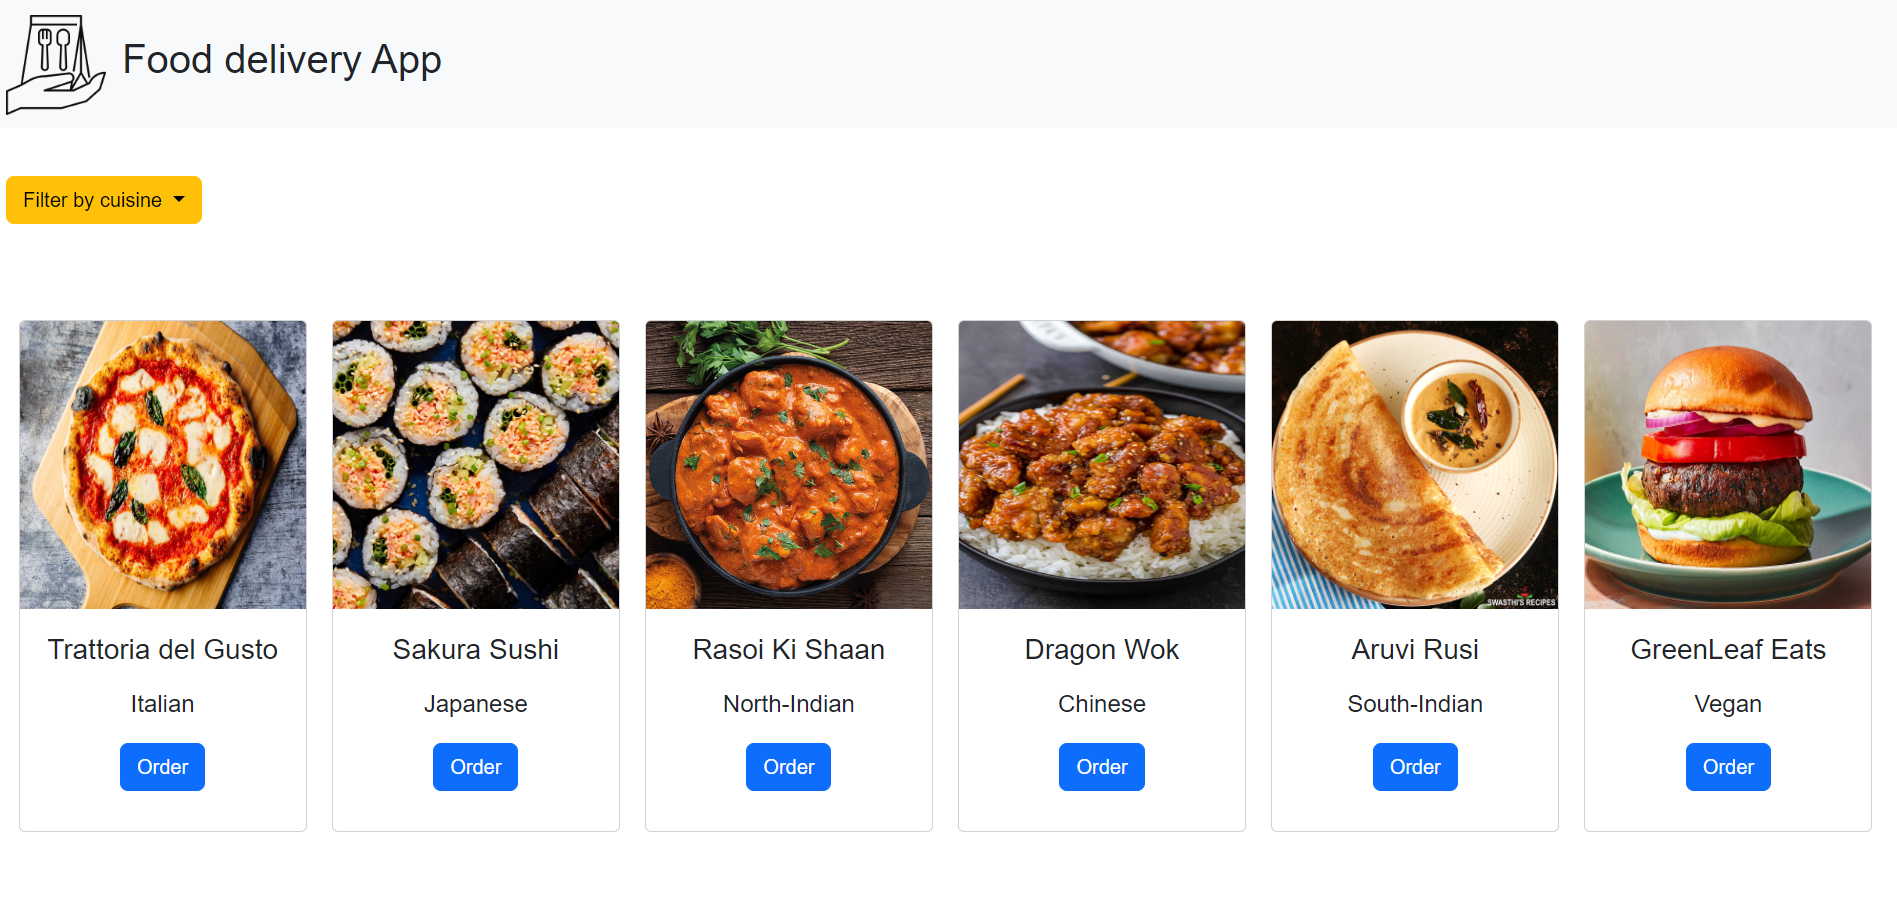 Food delivery App
Filter by cuisine
Trattoria del Gusto
Italian
Order
Sakura Sushi
Japanese
Order
Rasoi Ki Shaan
North-Indian
Order
Dragon Wok
Chinese
Order
SWASTHI'S RECIPES
Aruvi Rusi
South-Indian
Order
GreenLeaf Eats
Vegan
Order